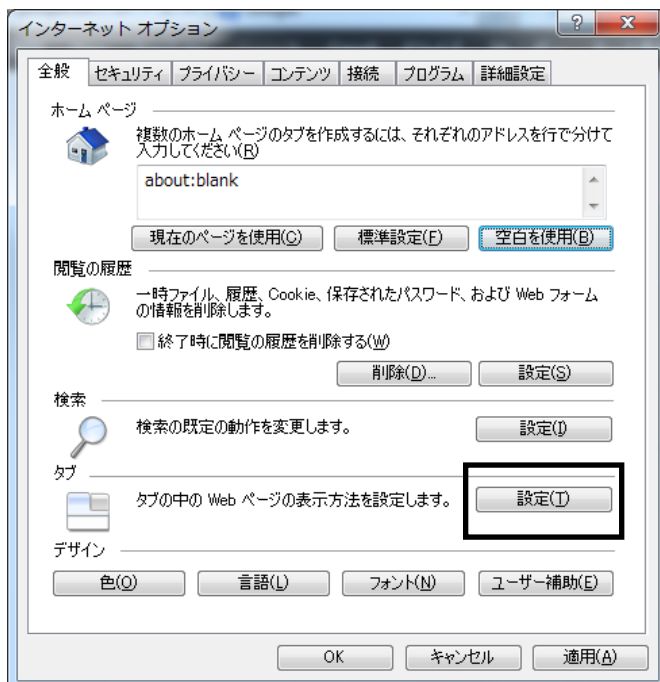 インターネット オプション
全般 セキュリティ プライバシー コンテンツ 接続 プログラム 詳細設定
ホーム ページ
複数のホーム ページのタブを作成するには、それぞれのアドレスを行で分けて
入力してください(R)
about:blank
現在のページを使用(C) 標準設定(F) 空白を使用(B)
閲覧の履歴
一時ファイル、履歴、Cookie、保存されたパスワード、および Web フォーム
の情報を削除します。
終了時に閲覧の履歴を削除する(W)
削除(D)... 設定(S)
検索
検索の既定の動作を変更します。 設定(I)
タブ
タブの中の Web ページの表示方法を設定します。 設定(T)
デザイン
色(O) 言語(L) フォント(N) ユーザー補助(E)
OK キャンセル 適用(A)